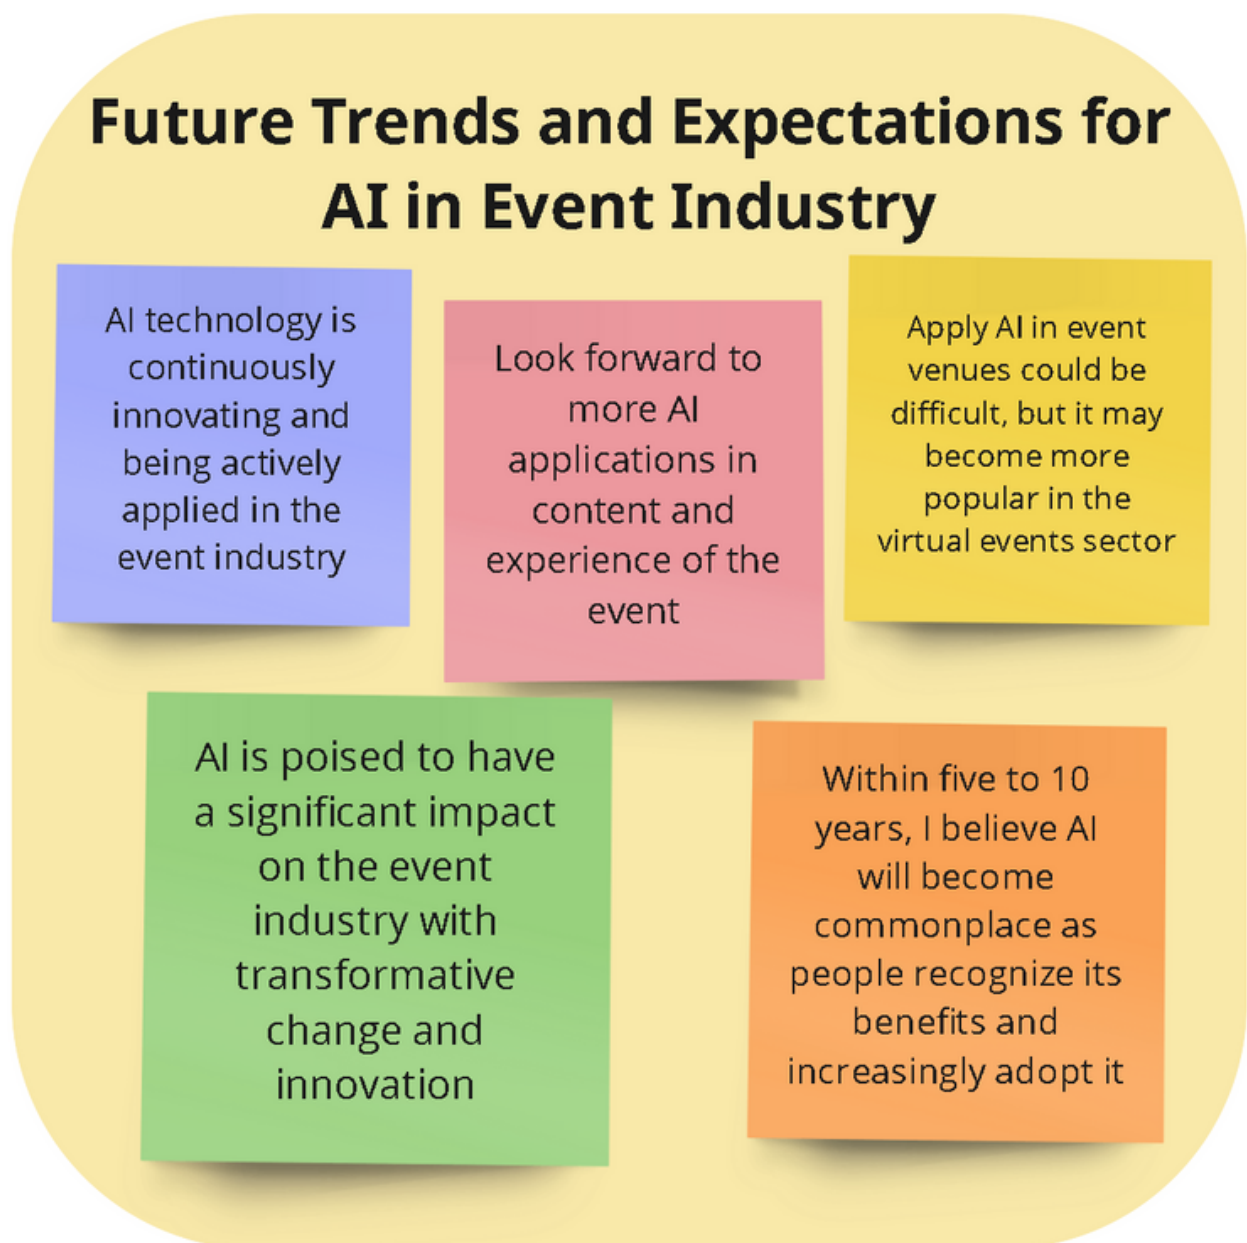 Future Trends and Expectations for
AI in Event Industry
AI technology is
continuously
innovating and
being actively
applied in the
event industry
Look forward to
more AI
applications in
content and
experience of the
event
Apply AI in event
venues could be
difficult, but it may
become more
popular in the
virtual events sector
AI is poised to have
a significant impact
on the event
industry with
transformative
change and
innovation
Within five to 10
years, I believe AI
will become
commonplace as
people recognize its
benefits and
increasingly adopt it